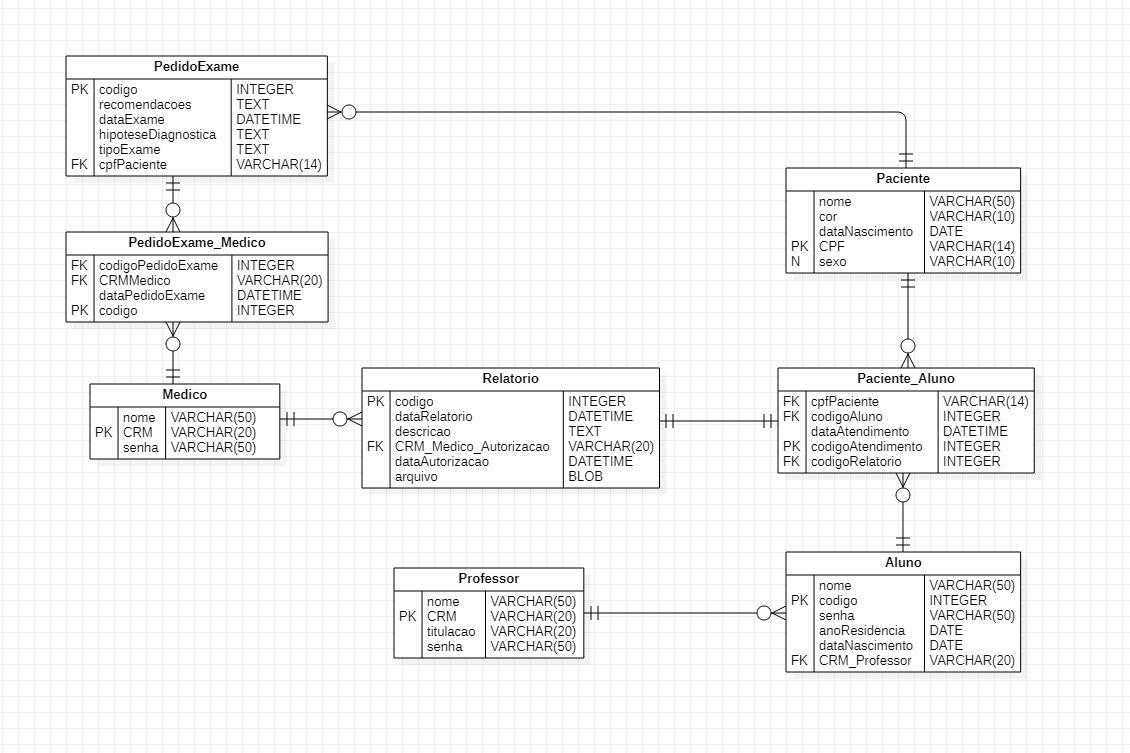 PedidoExame
PK codigo INTEGER
recomendacoes TEXT
dataExame DATETIME
hipoteseDiagnostica TEXT
tipoExame TEXT
FK cpfPaciente VARCHAR(14)
Paciente
nome VARCHAR(50)
cor VARCHAR(10)
dataNascimento DATE
PK CPF VARCHAR(14)
N sexo VARCHAR(10)
PedidoExame_Medico
FK codigoPedidoExame INTEGER
FK CRMMedico VARCHAR(20)
dataPedidoExame DATETIME
PK codigo INTEGER
Medico
nome VARCHAR(50)
PK CRM VARCHAR(20)
senha VARCHAR(50)
Relatorio
PK codigo INTEGER
dataRelatorio DATETIME
descricao TEXT
FK CRM_Medico_Autorizacao VARCHAR(20)
dataAutorizacao DATETIME
arquivo BLOB
Paciente_Aluno
FK cpfPaciente VARCHAR(14)
FK codigoAluno INTEGER
dataAtendimento DATETIME
PK codigoAtendimento INTEGER
FK codigoRelatorio INTEGER
Professor
nome VARCHAR(50)
PK CRM VARCHAR(20)
titulacao VARCHAR(20)
senha VARCHAR(50)
Aluno
nome VARCHAR(50)
PK codigo INTEGER
senha VARCHAR(50)
anoResidencia DATE
dataNascimento DATE
FK CRM_Professor VARCHAR(20)